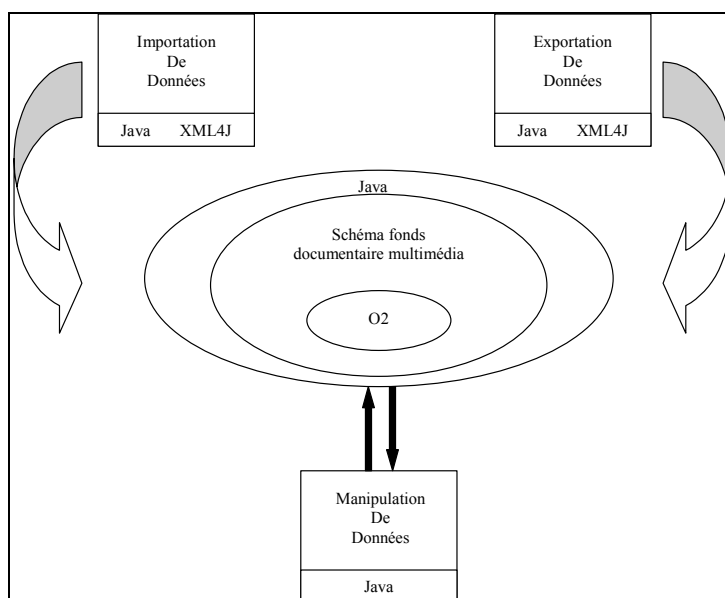 Importation
De
Données
Java XML4J
Exportation
De
Données
Java XML4J
Java
Schéma fonds
documentaire multimédia
O2
Manipulation
De
Données
Java